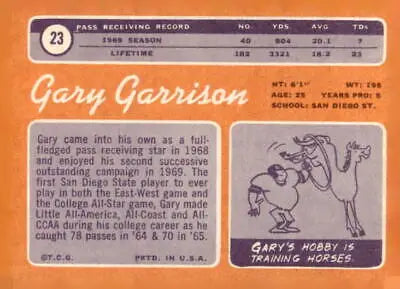 23
PASS RECEIVING RECORD NO. YDS. AVG TDs
1969 SEASON 40 804 20.1 7
LIFETIME 182 3321 18.2 23
Gary Garrison
HT: 6'1" WT: 195
AGE: 25 YEARS PRO: 5
SCHOOL: SAN DIEGO ST.
Gary came into his own as a full-
fledged pass receiving star in 1968
and enjoyed his second successive
outstanding campaign in 1969. The
first San Diego State player to ever
play in both the East-West game and
the College All-Star game, Gary made
Little All-America, All-Coast and All-
CCAA during his college career as he
caught 78 passes in '64 & 70 in '65.
©T.C.G. PRTD. IN U.S.A.
GARY'S HOBBY IS
TRAINING HORSES.